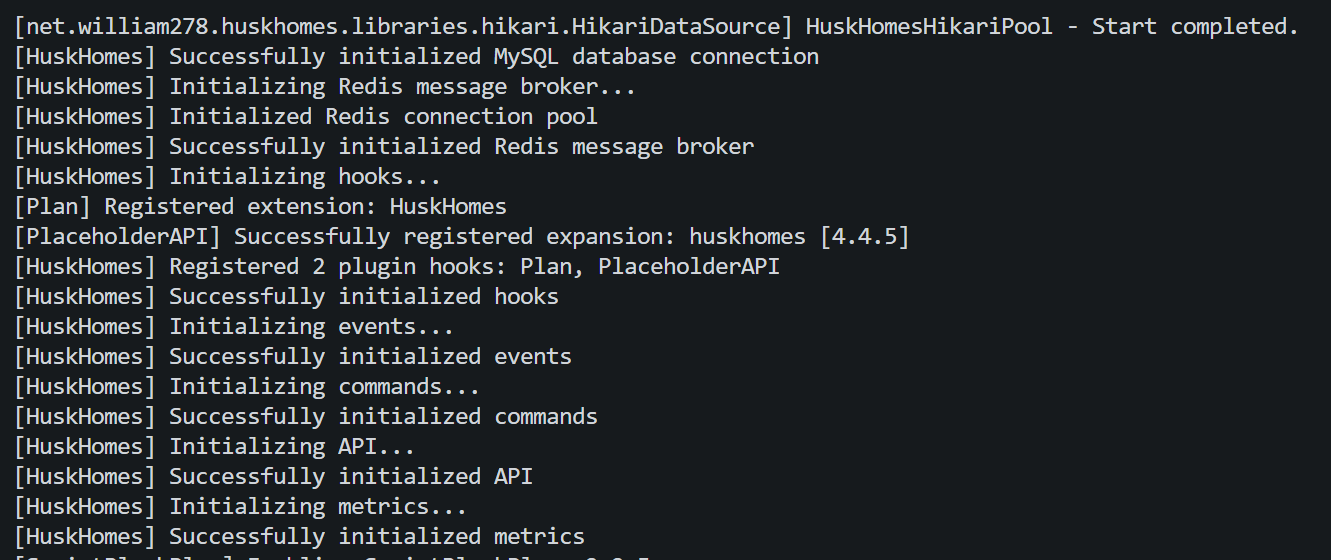 [net.william278.huskhomes.libraries.hikari.HikariDataSource] HuskHomesHikariPool - Start completed.
[HuskHomes] Successfully initialized MySQL database connection
[HuskHomes] Initializing Redis message broker...
[HuskHomes] Initialized Redis connection pool
[HuskHomes] Successfully initialized Redis message broker
[HuskHomes] Initializing hooks...
[Plan] Registered extension: HuskHomes
[PlaceholderAPI] Successfully registered expansion: huskhomes [4.4.5]
[HuskHomes] Registered 2 plugin hooks: Plan, PlaceholderAPI
[HuskHomes] Successfully initialized hooks
[HuskHomes] Initializing events...
[HuskHomes] Successfully initialized events
[HuskHomes] Initializing commands...
[HuskHomes] Successfully initialized commands
[HuskHomes] Initializing API...
[HuskHomes] Successfully initialized API
[HuskHomes] Initializing metrics...
[HuskHomes] Successfully initialized metrics